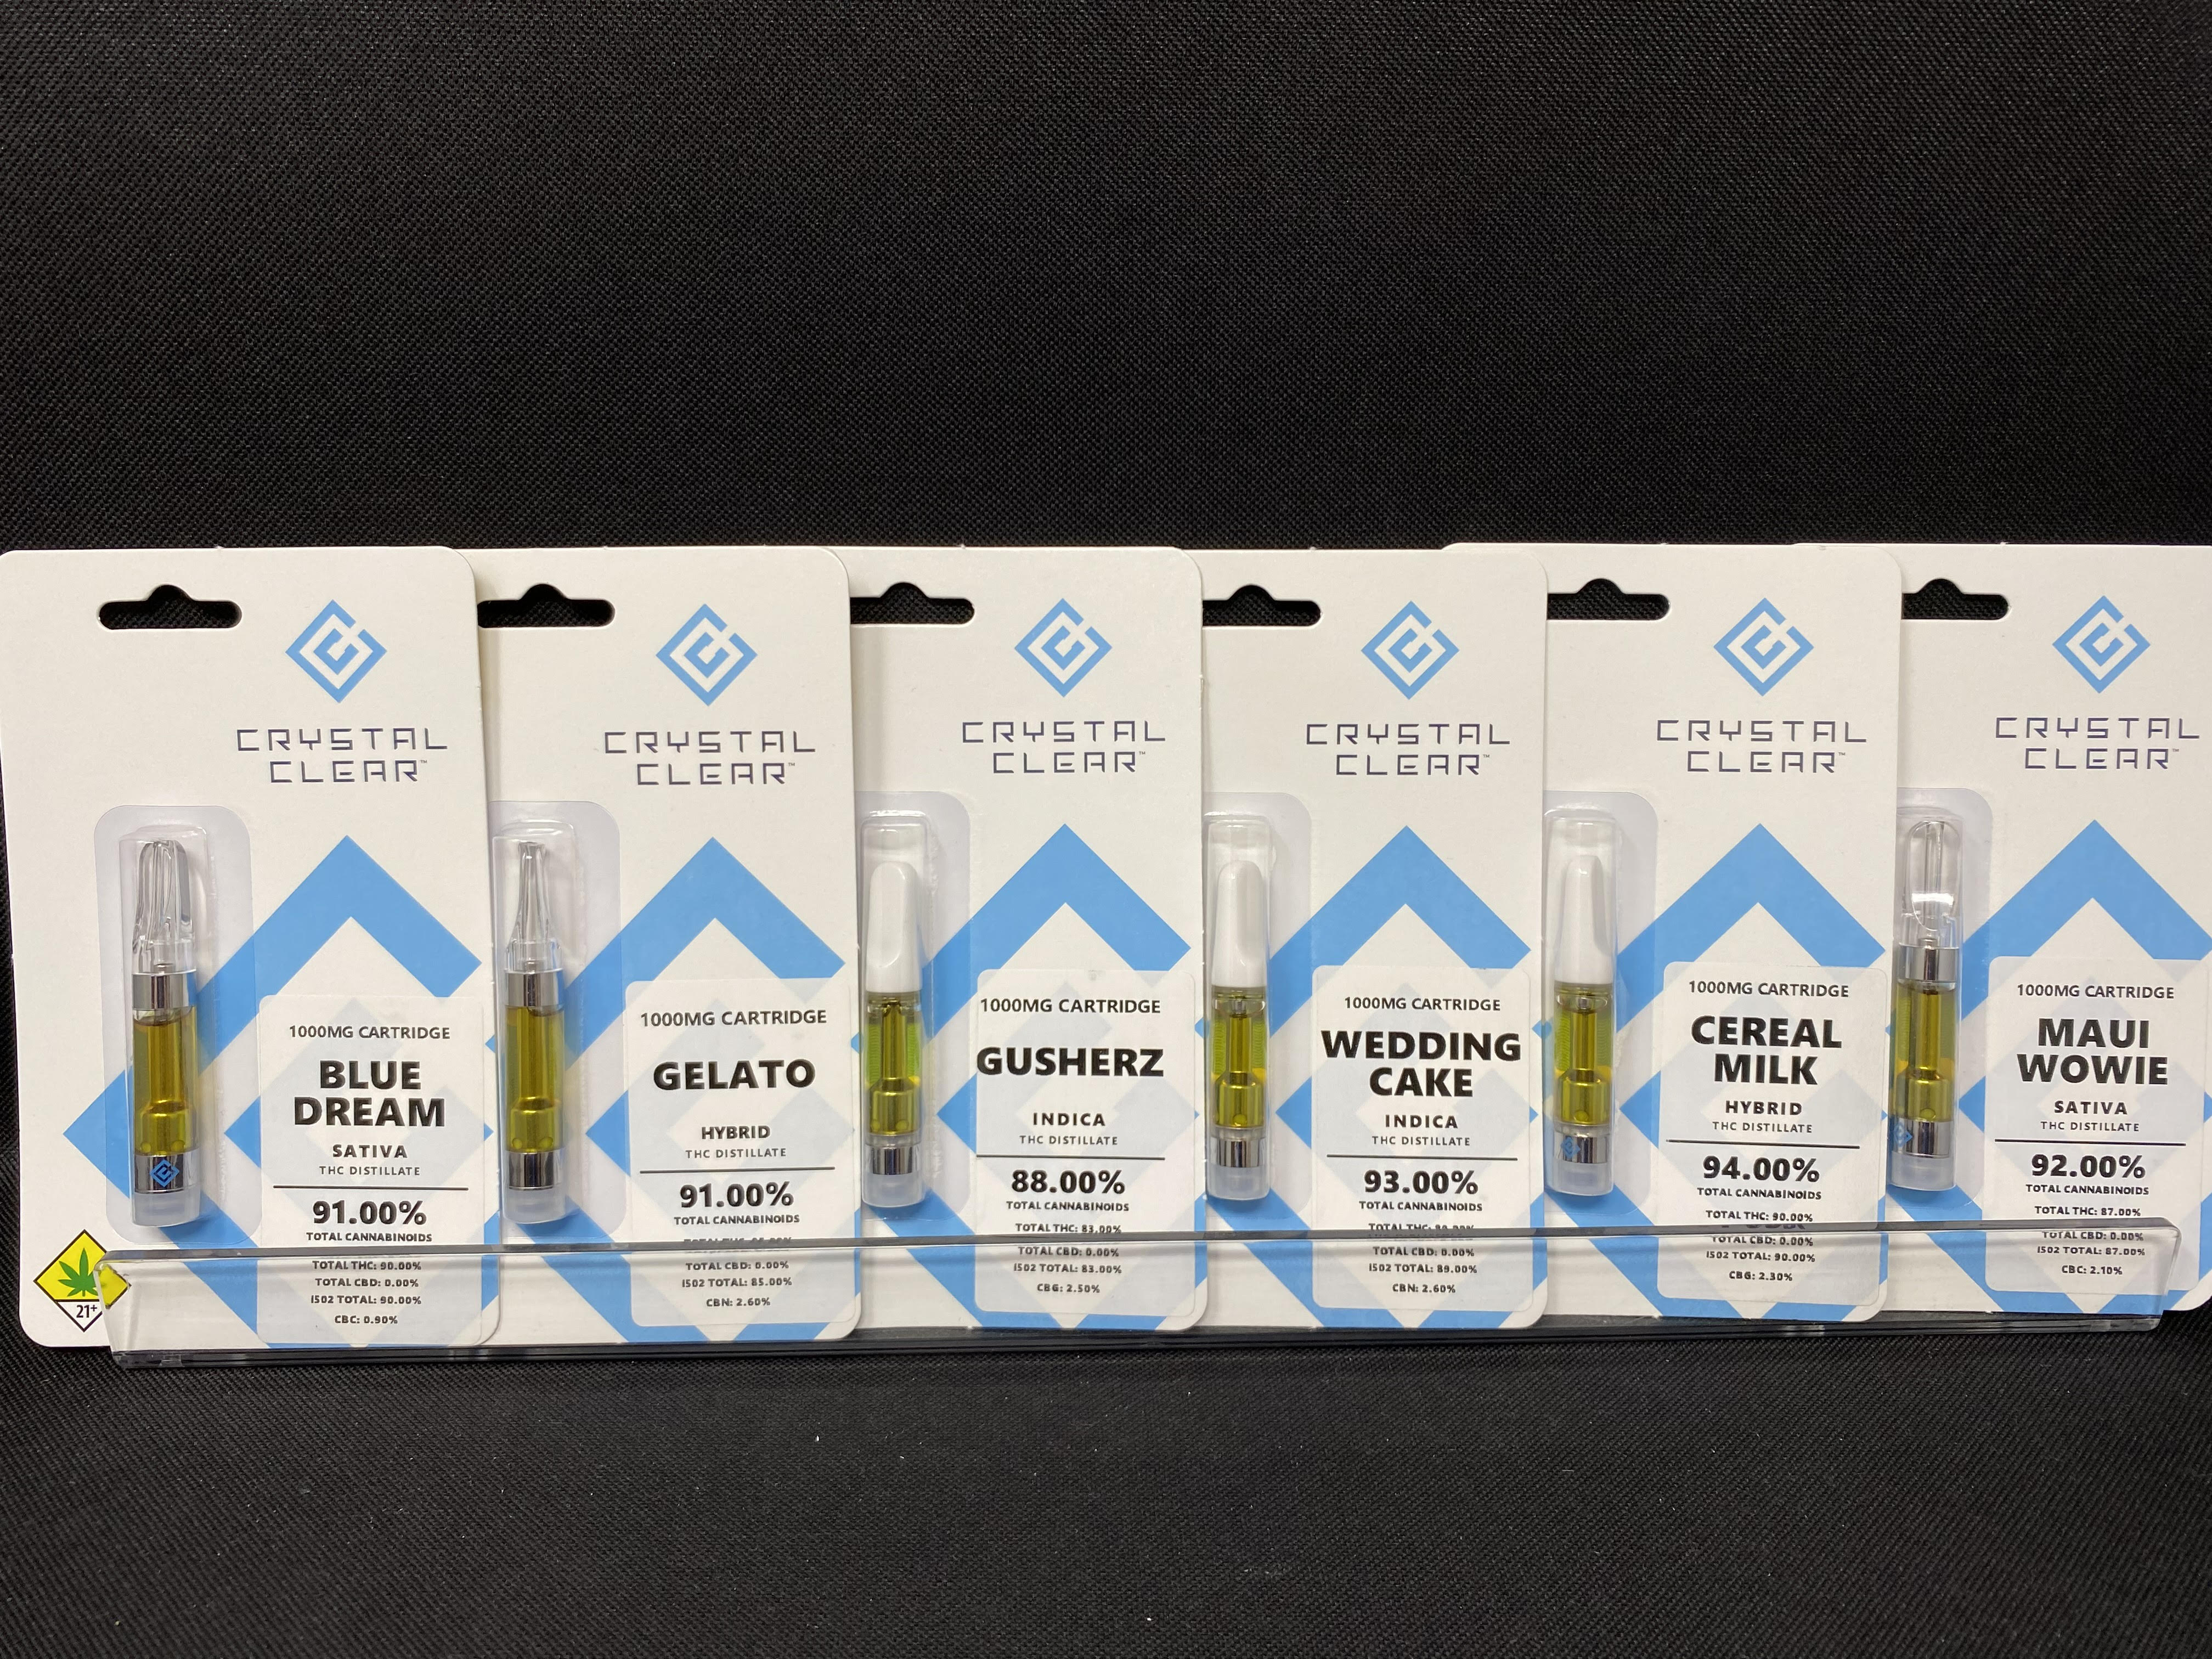 CRYSTAL
CLEAR™
1000MG CARTRIDGE
BLUE
DREAM
SATIVA
THC DISTILLATE
91.00%
TOTAL CANNABINOIDS
TOTAL THC: 90.00%
TOTAL CBD: 0.00%
I502 TOTAL: 90.00%
CBC: 0.90%
21+
CRYSTAL
CLEAR™
1000MG CARTRIDGE
GELATO
HYBRID
THC DISTILLATE
91.00%
TOTAL CANNABINOIDS
TOTAL CBD: 0.00%
I502 TOTAL: 85.00%
CBN: 2.60%
CRYSTAL
CLEAR™
1000MG CARTRIDGE
GUSHERZ
INDICA
THC DISTILLATE
88.00%
TOTAL CANNABINOIDS
TOTAL THC: 83.00%
TOTAL CBD: 0.00%
I502 TOTAL: 83.00%
CBG: 2.50%
CRYSTAL
CLEAR™
1000MG CARTRIDGE
WEDDING
CAKE
INDICA
THC DISTILLATE
93.00%
TOTAL CANNABINOIDS
TOTAL THC:
TOTAL CBD: 0.00%
I502 TOTAL: 89.00%
CBN: 2.60%
CRYSTAL
CLEAR™
1000MG CARTRIDGE
CEREAL
MILK
HYBRID
THC DISTILLATE
94.00%
TOTAL CANNABINOIDS
TOTAL THC: 90.00%
TOTAL CBD: 0.00%
I502 TOTAL: 90.00%
CBG: 2.30%
CRYSTAL
CLEAR™
1000MG CARTRIDGE
MAUI
WOWIE
SATIVA
THC DISTILLATE
92.00%
TOTAL CANNABINOIDS
TOTAL THC: 87.00%
TOTAL CBD: 0.00%
I502 TOTAL: 87.00%
CBC: 2.10%